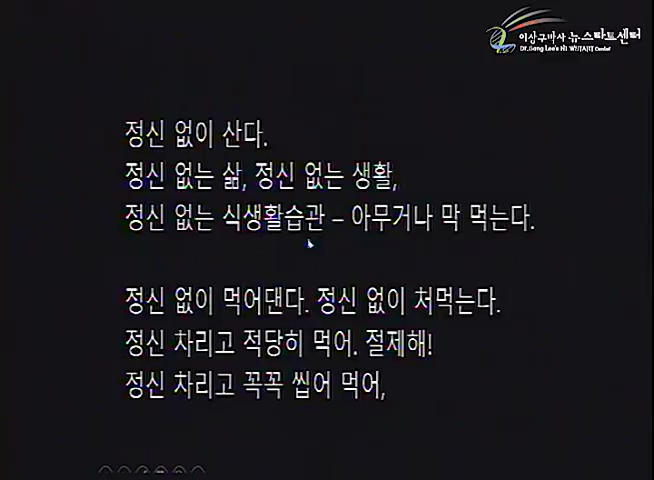 이상구박사 뉴스타트센터
정신 없이 산다.
정신 없는 삶, 정신 없는 생활,
정신 없는 식생활습관 – 아무거나 막 먹는다.
정신 없이 먹어댄다. 정신 없이 처먹는다.
정신 차리고 적당히 먹어. 절제해!
정신 차리고 꼭꼭 씹어 먹어,